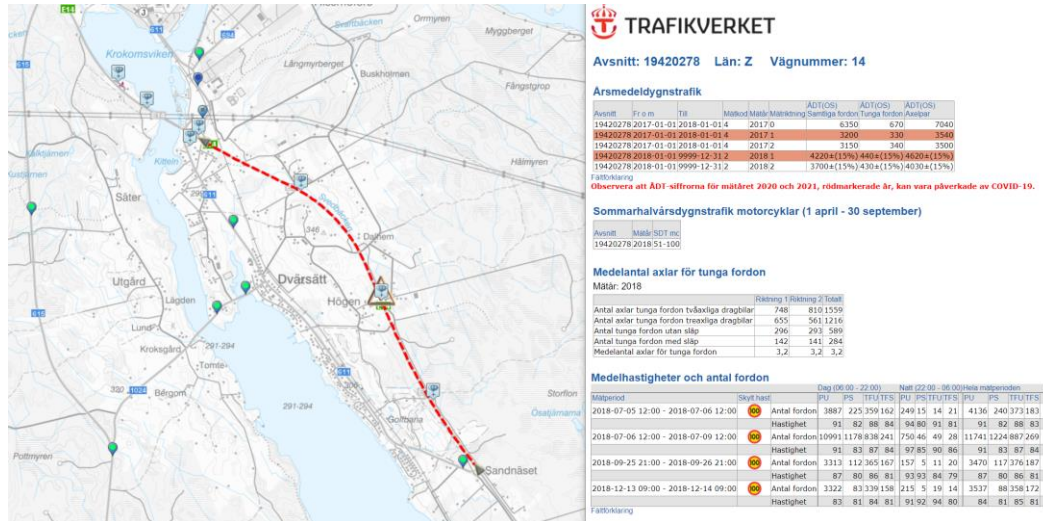 Myggberget
Ormyren
Svartbäcken
Krokomsviken
Långmyrberget
Buskholmen
Fångstgrop
Kälktjärnen
Kittein
Hålmyren
Säter
346
Dalhem
Dvärsätt
Utgård
Högen
Lägden
Lund
291-294
Kroksgård
Tomte
Bergom
291-294
Storflon
Golfbana
Pottmyren
Sandnäset
TRAFIKVERKET
Avsnitt: 19420278 Län: Z Vägnummer: 14
Årsmedeldygnstrafik
ÅDT(OS) ÅDT(OS) ÅDT(OS)
Avsnitt Fr o m Till Mätkod Mätår Mätriktning Samtliga fordon Tunga fordon Axelpar
19420278 2017-01-01 2018-01-01 4 2017 0 6350 670 7040
19420278 2017-01-01 2018-01-01 4 2017 1 3200 330 3540
19420278 2017-01-01 2018-01-01 4 2017 2 3150 340 3500
19420278 2018-01-01 9999-12-31 2 2018 1 4220±(15%) 440±(15%) 4620±(15%)
19420278 2018-01-01 9999-12-31 2 2018 2 3700±(15%) 430±(15%) 4030±(15%)
Fältförklaring
Observera att ÅDT-siffrorna för mätåret 2020 och 2021, rödmarkerade år, kan vara påverkade av COVID-19.
Sommarhalvårsdygnstrafik motorcyklar (1 april - 30 september)
Avsnitt Mätår SDT mc
19420278 2018 51-100
Medelantal axlar för tunga fordon
Mätår: 2018
Riktning 1 Riktning 2 Totalt
Antal axlar tunga fordon tvåaxliga dragbilar 748 810 1559
Antal axlar tunga fordon treaxliga dragbilar 655 561 1216
Antal tunga fordon utan släp 296 293 589
Antal tunga fordon med släp 142 141 284
Medelantal axlar för tunga fordon 3,2 3,2 3,2
Medelhastigheter och antal fordon
Dag (06:00 - 22:00) Natt (22:00 - 06:00) Hela mätperioden
Mätperiod Skylt hast PU PS TFU TFS PU PS TFU TFS PU PS TFU TFS
2018-07-05 12:00 - 2018-07-06 12:00 100 Antal fordon 3887 225 359 162 249 15 14 21 4136 240 373 183
Hastighet 91 82 88 84 94 80 91 81 91 82 88 83
2018-07-06 12:00 - 2018-07-09 12:00 100 Antal fordon 10991 1178 838 241 750 46 49 28 11741 1224 887 269
Hastighet 91 83 87 84 97 85 90 86 91 83 87 84
2018-09-25 21:00 - 2018-09-26 21:00 100 Antal fordon 3313 112 365 167 157 5 11 20 3470 117 376 187
Hastighet 87 80 86 81 93 93 84 79 87 80 86 81
2018-12-13 09:00 - 2018-12-14 09:00 100 Antal fordon 3322 83 339 158 215 5 19 14 3537 88 358 172
Hastighet 83 81 84 81 91 92 94 80 84 81 85 81
Fältförklaring